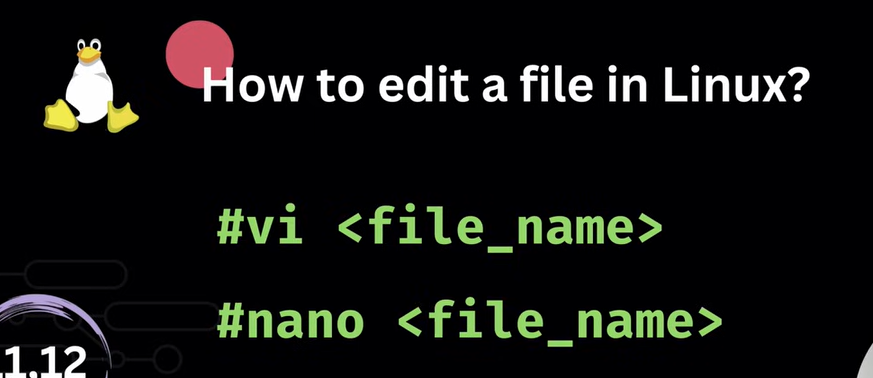 How to edit a file in Linux?
#vi <file_name>
#nano <file_name>
1.12